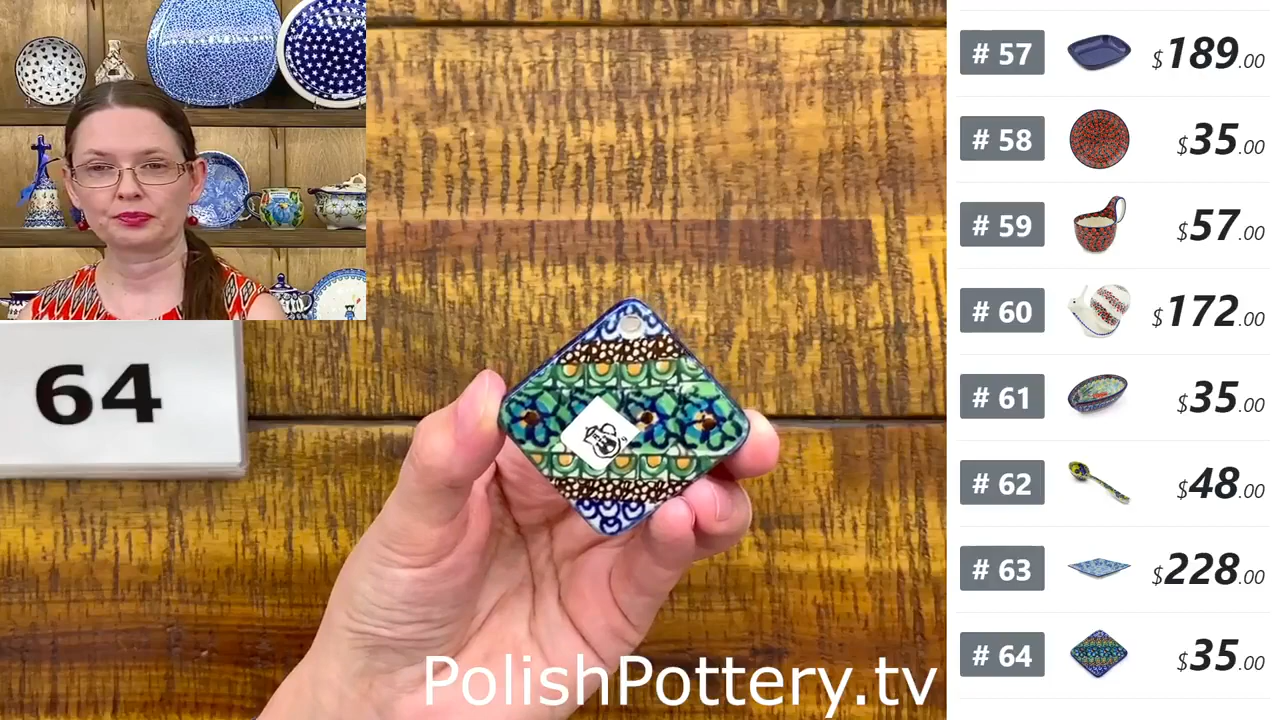 64
PolishPottery.tv
# 57 $189.00
# 58 $35.00
# 59 $57.00
# 60 $172.00
# 61 $35.00
# 62 $48.00
# 63 $228.00
# 64 $35.00